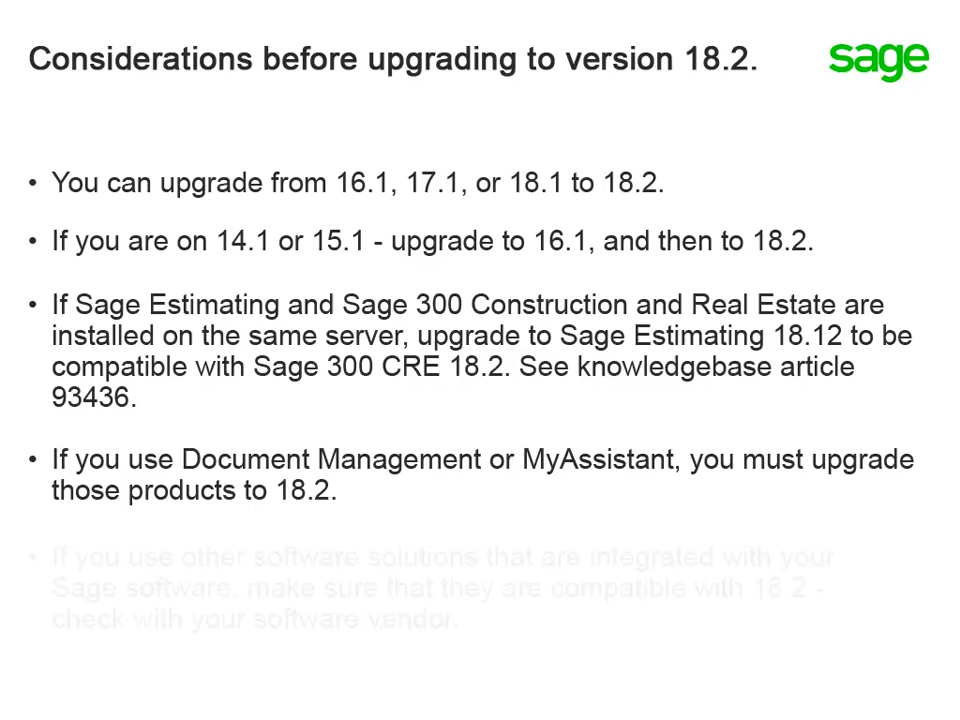 Considerations before upgrading to version 18.2.
sage
• You can upgrade from 16.1, 17.1, or 18.1 to 18.2.
• If you are on 14.1 or 15.1 - upgrade to 16.1, and then to 18.2.
• If Sage Estimating and Sage 300 Construction and Real Estate are
installed on the same server, upgrade to Sage Estimating 18.12 to be
compatible with Sage 300 CRE 18.2. See knowledgebase article
93436.
• If you use Document Management or MyAssistant, you must upgrade
those products to 18.2.
• If you use other software solutions that are integrated with your
Sage software, make sure that they are compatible with 18.2 -
check with your software vendor.